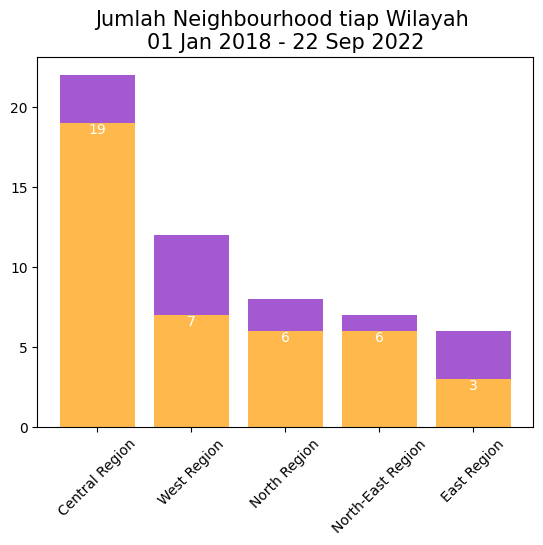 Jumlah Neighbourhood tiap Wilayah
01 Jan 2018 - 22 Sep 2022
20
15
10
5
0
19
7
6
6
3
Central Region
West Region
North Region
North-East Region
East Region